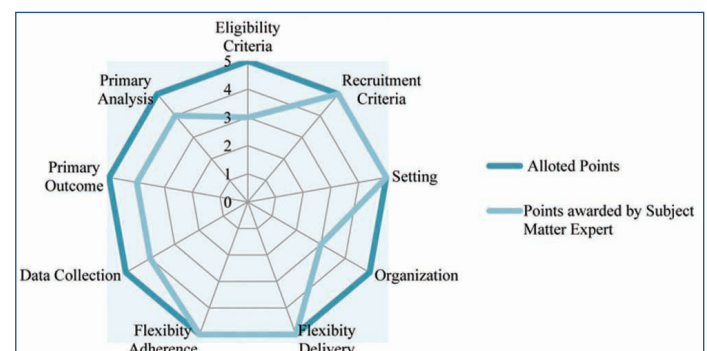 Eligibility
Criteria
5
Primary
Analysis
Recruitment
Criteria
4
3
Primary
Outcome
2
1
0
Setting
Alloted Points
Points awarded by Subject
Matter Expert
Data Collection
Organization
Flexibity
Adherence
Flexibity
Delivery